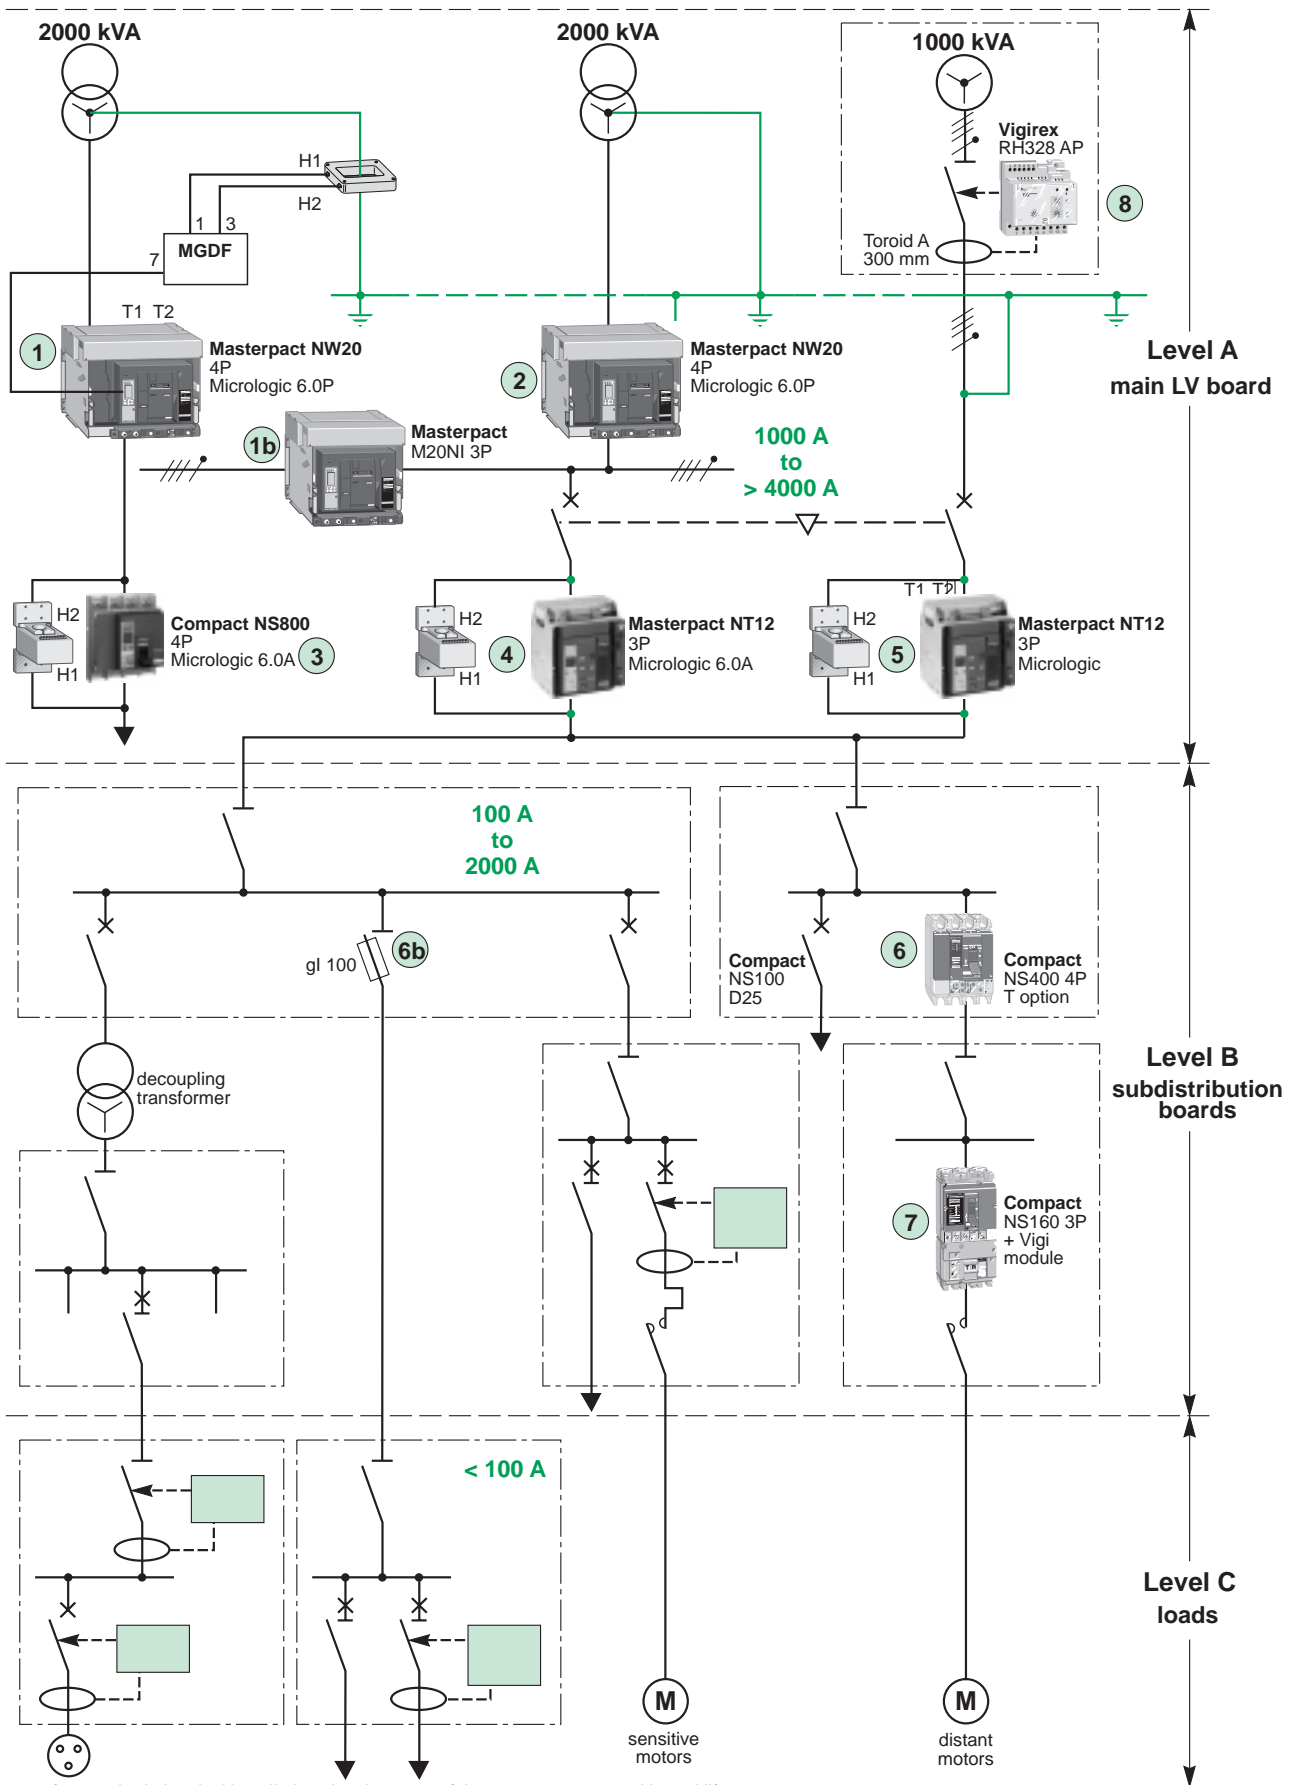 2000 kVA
2000 kVA
1000 kVA
Vigirex
RH328 AP
8
Toroid A
300 mm
H1
H2
1 3
MGDF
7
T1 T2
1
Masterpact NW20
4P
Micrologic 6.0P
2
Masterpact NW20
4P
Micrologic 6.0P
Level A
main LV board
1b
Masterpact
M20NI 3P
1000 A
to
> 4000 A
H2
H1
Compact NS800
4P
Micrologic 6.0A
3
H2
H1
4
Masterpact NT12
3P
Micrologic 6.0A
T1 T2
H2
H1
5
Masterpact NT12
3P
Micrologic
100 A
to
2000 A
gI 100
6b
Compact
NS100
D25
6
Compact
NS400 4P
T option
decoupling
transformer
Level B
subdistribution
boards
7
Compact
NS160 3P
+ Vigi
module
< 100 A
Level C
loads
M
sensitive
motors
M
distant
motors